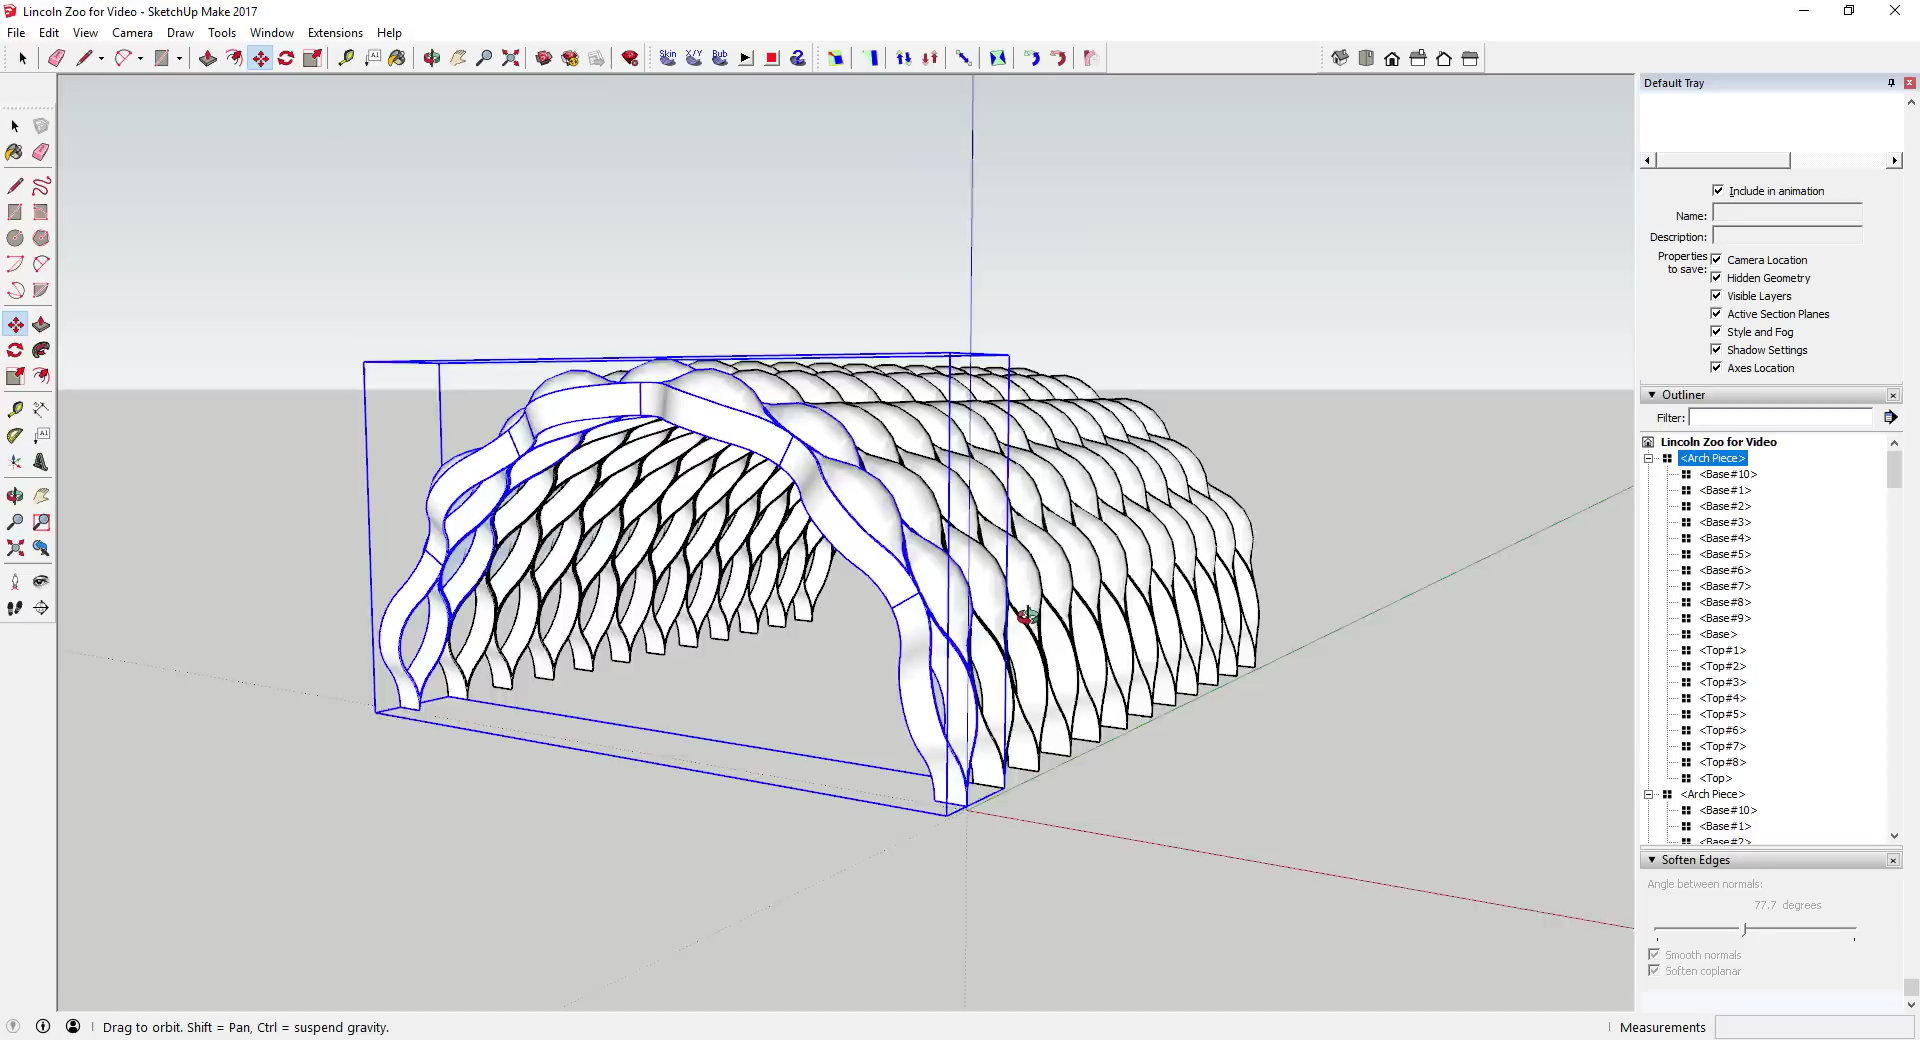 Lincoln Zoo for Video - SketchUp Make 2017
File Edit View Camera Draw Tools Window Extensions Help
Skin X/Y Bub
A1
Default Tray
Include in animation
Name:
Description:
Properties to save:
Camera Location
Hidden Geometry
Visible Layers
Active Section Planes
Style and Fog
Shadow Settings
Axes Location
Outliner
Filter:
Lincoln Zoo for Video
<Arch Piece>
<Base#10>
<Base#1>
<Base#2>
<Base#3>
<Base#4>
<Base#5>
<Base#6>
<Base#7>
<Base#8>
<Base#9>
<Base>
<Top#1>
<Top#2>
<Top#3>
<Top#4>
<Top#5>
<Top#6>
<Top#7>
<Top#8>
<Top>
<Arch Piece>
<Base#10>
<Base#1>
<Base#2>
Soften Edges
Angle between normals:
77.7 degrees
Smooth normals
Soften coplanar
A1
Drag to orbit. Shift = Pan, Ctrl = suspend gravity.
Measurements